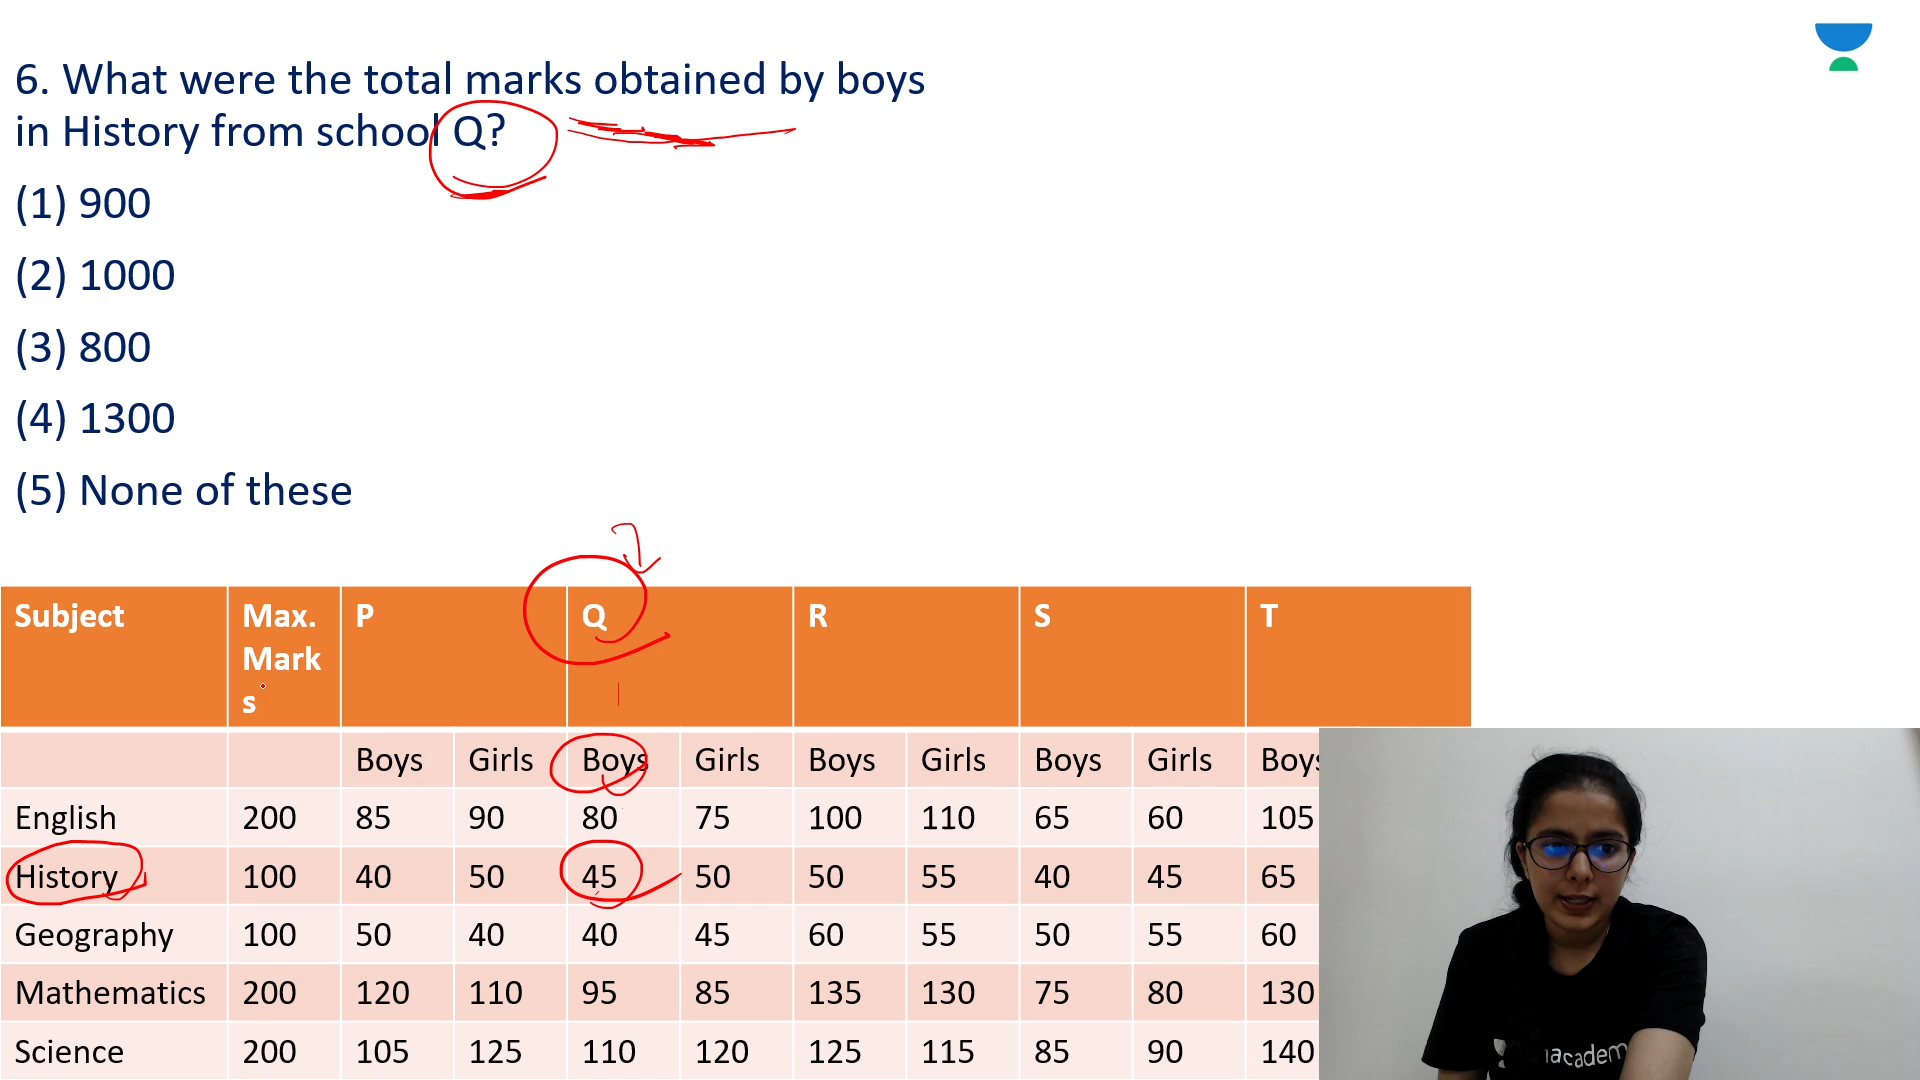 6. What were the total marks obtained by boys
in History from school Q?
(1) 900
(2) 1000
(3) 800
(4) 1300
(5) None of these
Subject Max. Marks P Q R S T
Boys Girls Boys Girls Boys Girls Boys Girls Boys
English 200 85 90 80 75 100 110 65 60 105
History 100 40 50 45 50 50 55 40 45 65
Geography 100 50 40 40 45 60 55 50 55 60
Mathematics 200 120 110 95 85 135 130 75 80 130
Science 200 105 125 110 120 125 115 85 90 140